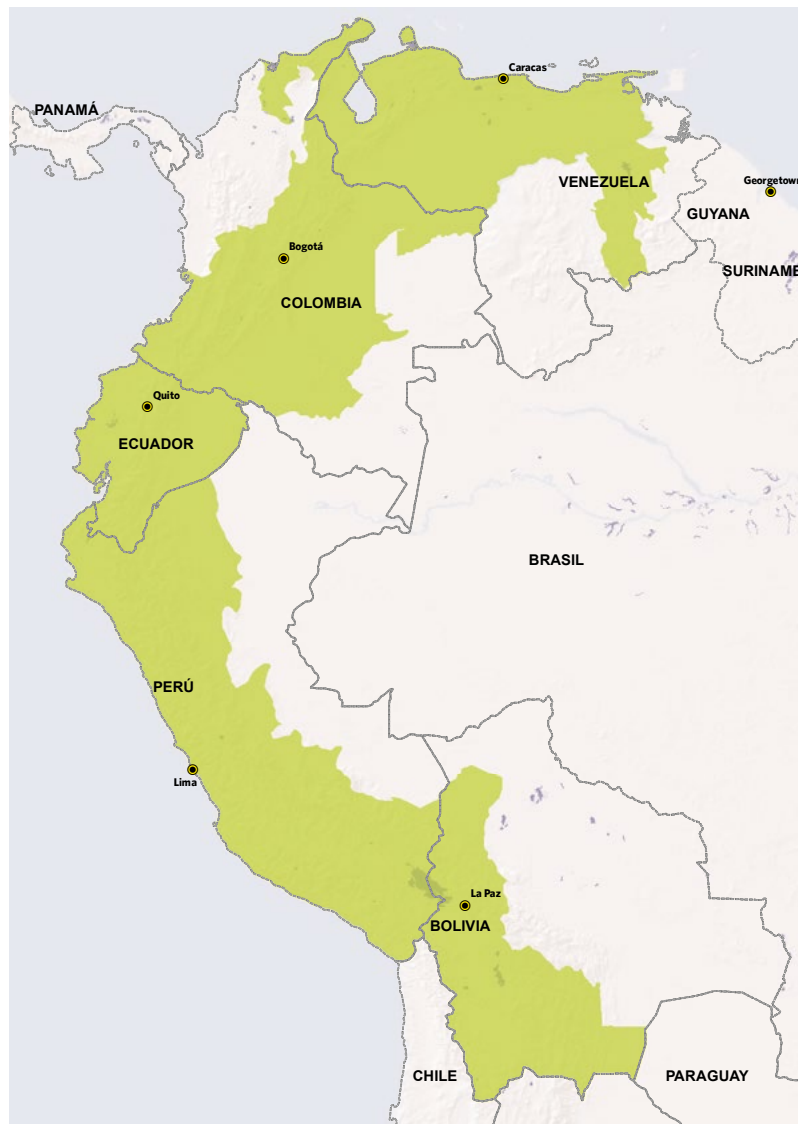 Caracas
PANAMÁ
VENEZUELA
Georgetown
GUYANA
Bogotá
SURINAME
COLOMBIA
Quito
ECUADOR
BRASIL
PERÚ
Lima
La Paz
BOLIVIA
CHILE
PARAGUAY